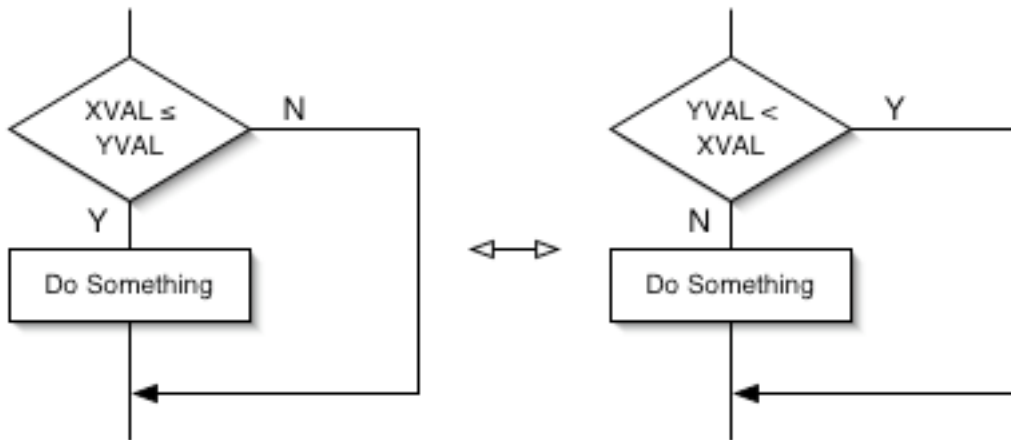 XVAL ≤
YVAL
N
Y
Do Something
YVAL <
XVAL
Y
N
Do Something